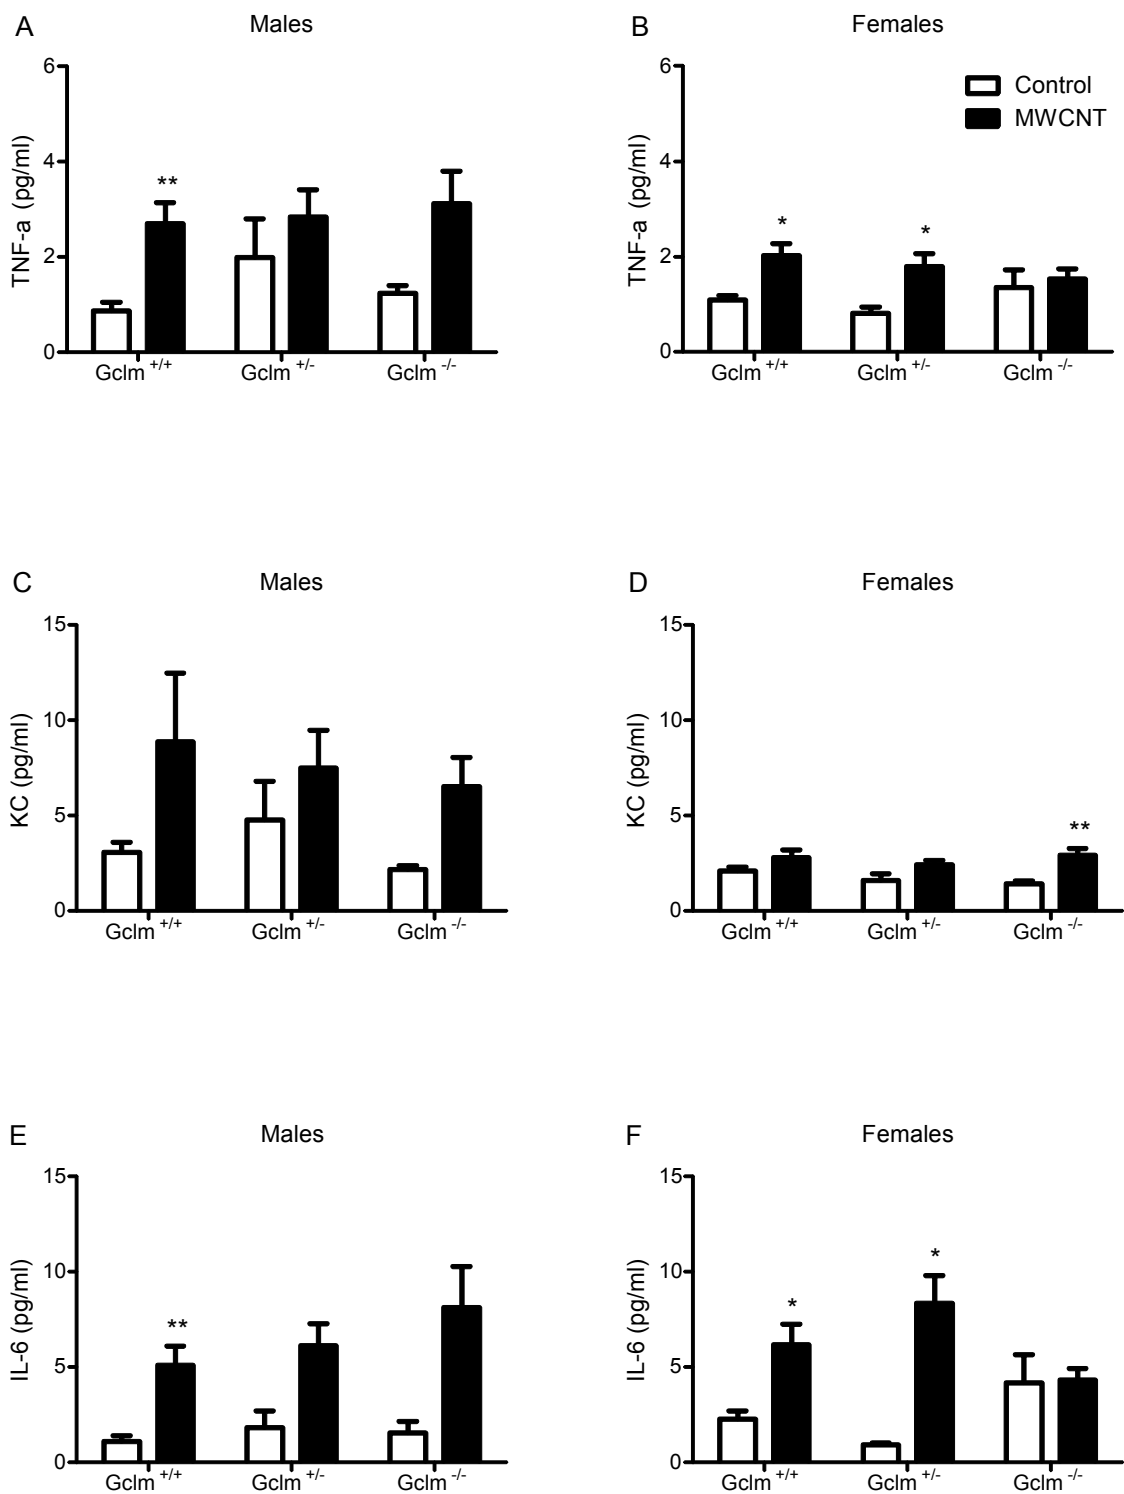 A Males
6
4
2
0
TNF-a (pg/ml)
**
Gclm +/+ Gclm +/- Gclm -/-
B Females
Control
MWCNT
6
4
2
0
TNF-a (pg/ml)
* *
Gclm +/+ Gclm +/- Gclm -/-
C Males
15
10
5
0
KC (pg/ml)
Gclm +/+ Gclm +/- Gclm -/-
D Females
15
10
5
0
KC (pg/ml)
**
Gclm +/+ Gclm +/- Gclm -/-
E Males
15
10
5
0
IL-6 (pg/ml)
**
Gclm +/+ Gclm +/- Gclm -/-
F Females
15
10
5
0
IL-6 (pg/ml)
* *
Gclm +/+ Gclm +/- Gclm -/-